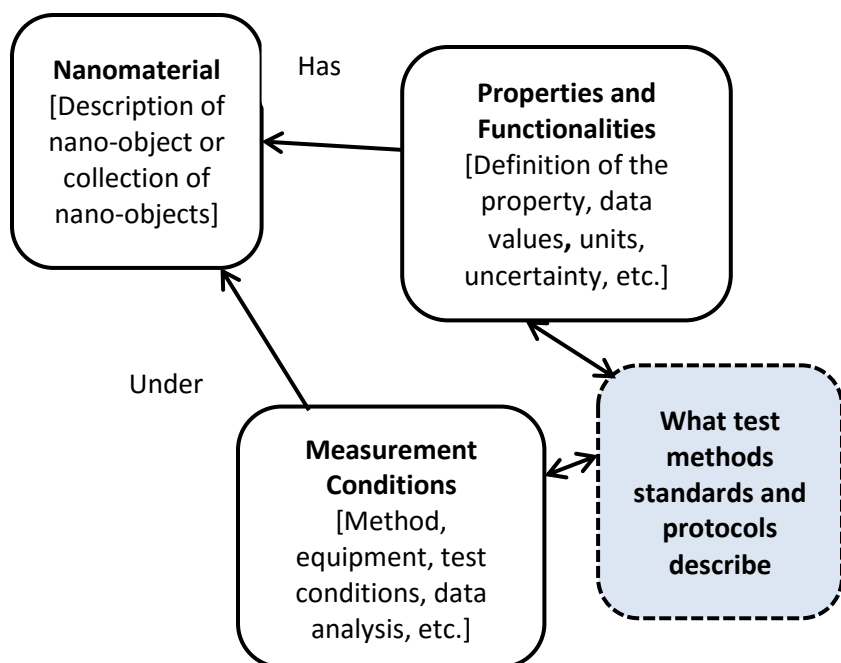 Nanomaterial
[Description of
nano-object or
collection of
nano-objects]
Has
Properties and
Functionalities
[Definition of the
property, data
values, units,
uncertainty, etc.]
Under
Measurement
Conditions
[Method,
equipment, test
conditions, data
analysis, etc.]
What test
methods
standards and
protocols
describe